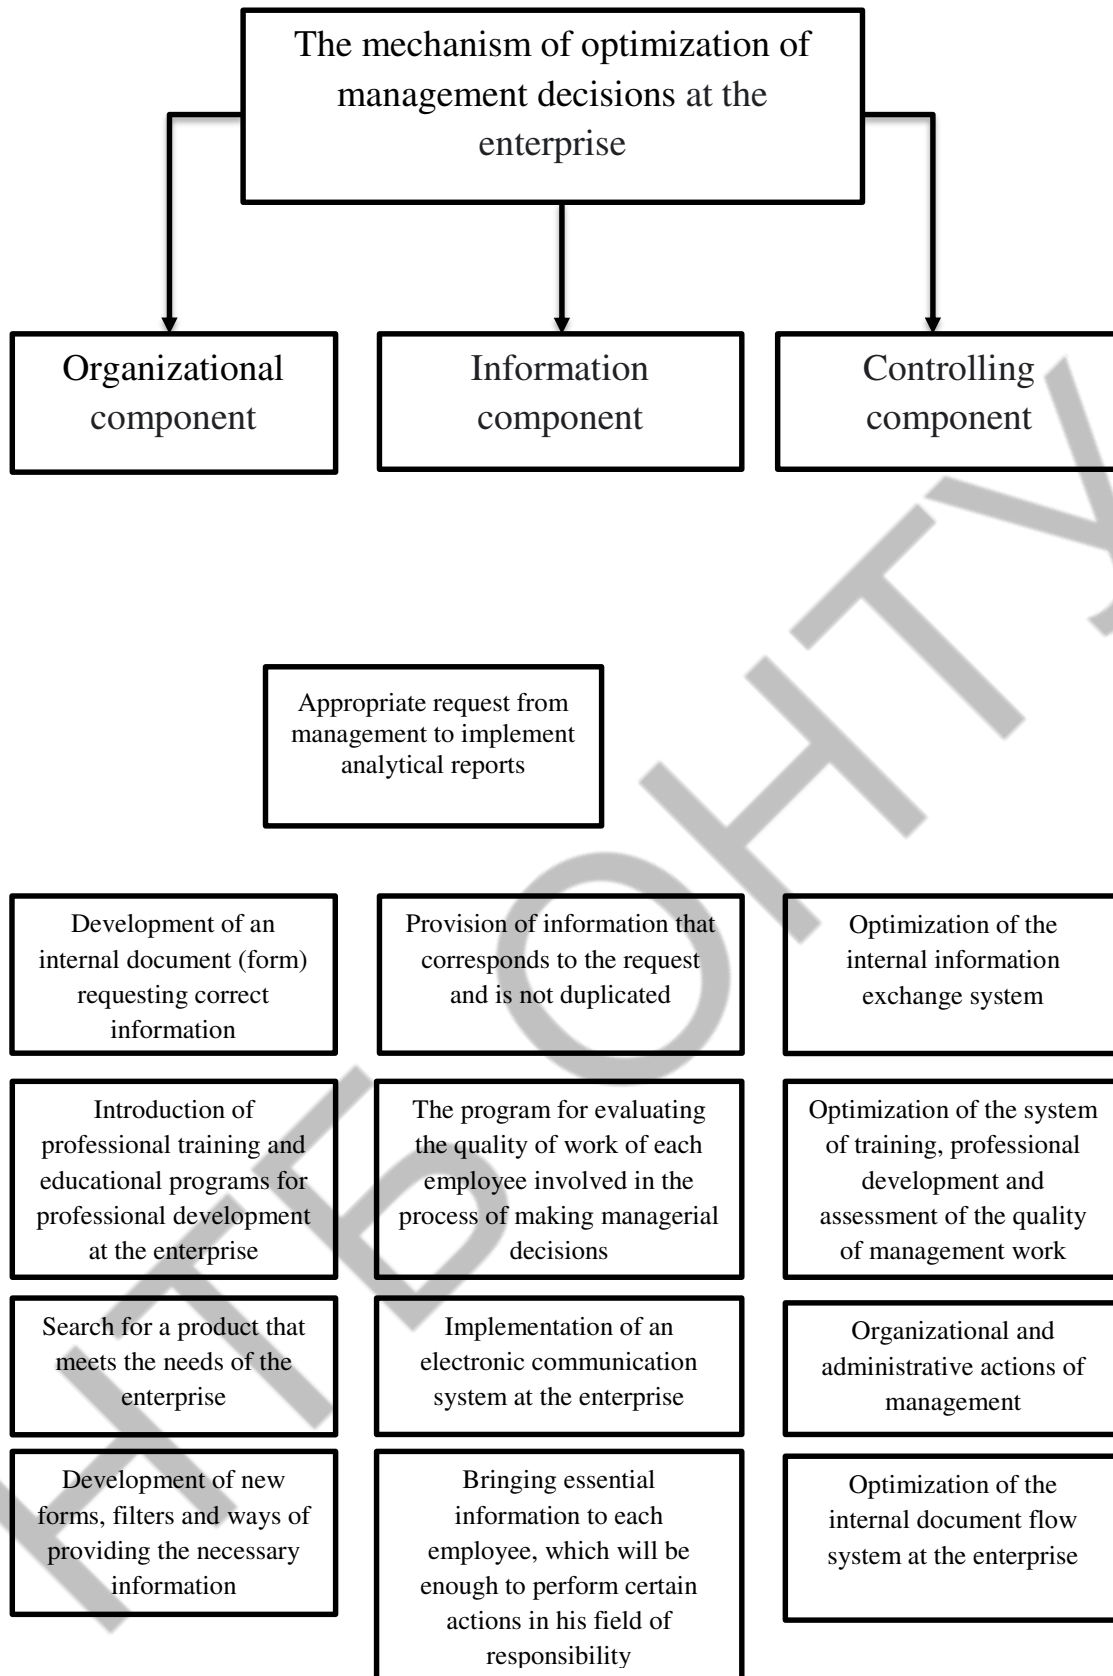 The mechanism of optimization of
management decisions at the
enterprise
Organizational
component
Information
component
Controlling
component
Appropriate request from
management to implement
analytical reports
Development of an
internal document (form)
requesting correct
information
Provision of information that
corresponds to the request
and is not duplicated
Optimization of the
internal information
exchange system
Introduction of
professional training and
educational programs for
professional development
at the enterprise
The program for evaluating
the quality of work of each
employee involved in the
process of making managerial
decisions
Optimization of the system
of training, professional
development and
assessment of the quality
of management work
Search for a product that
meets the needs of the
enterprise
Implementation of an
electronic communication
system at the enterprise
Organizational and
administrative actions of
management
Development of new
forms, filters and ways of
providing the necessary
information
Bringing essential
information to each
employee, which will be
enough to perform certain
actions in his field of
responsibility
Optimization of the
internal document flow
system at the enterprise
НТБ ОНТУ